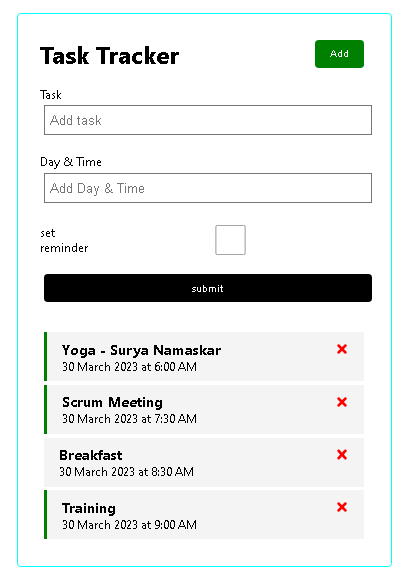 Task Tracker
Add
Task
Add task
Day & Time
Add Day & Time
set
reminder
submit
Yoga - Surya Namaskar
30 March 2023 at 6:00 AM
Scrum Meeting
30 March 2023 at 7:30 AM
Breakfast
30 March 2023 at 8:30 AM
Training
30 March 2023 at 9:00 AM